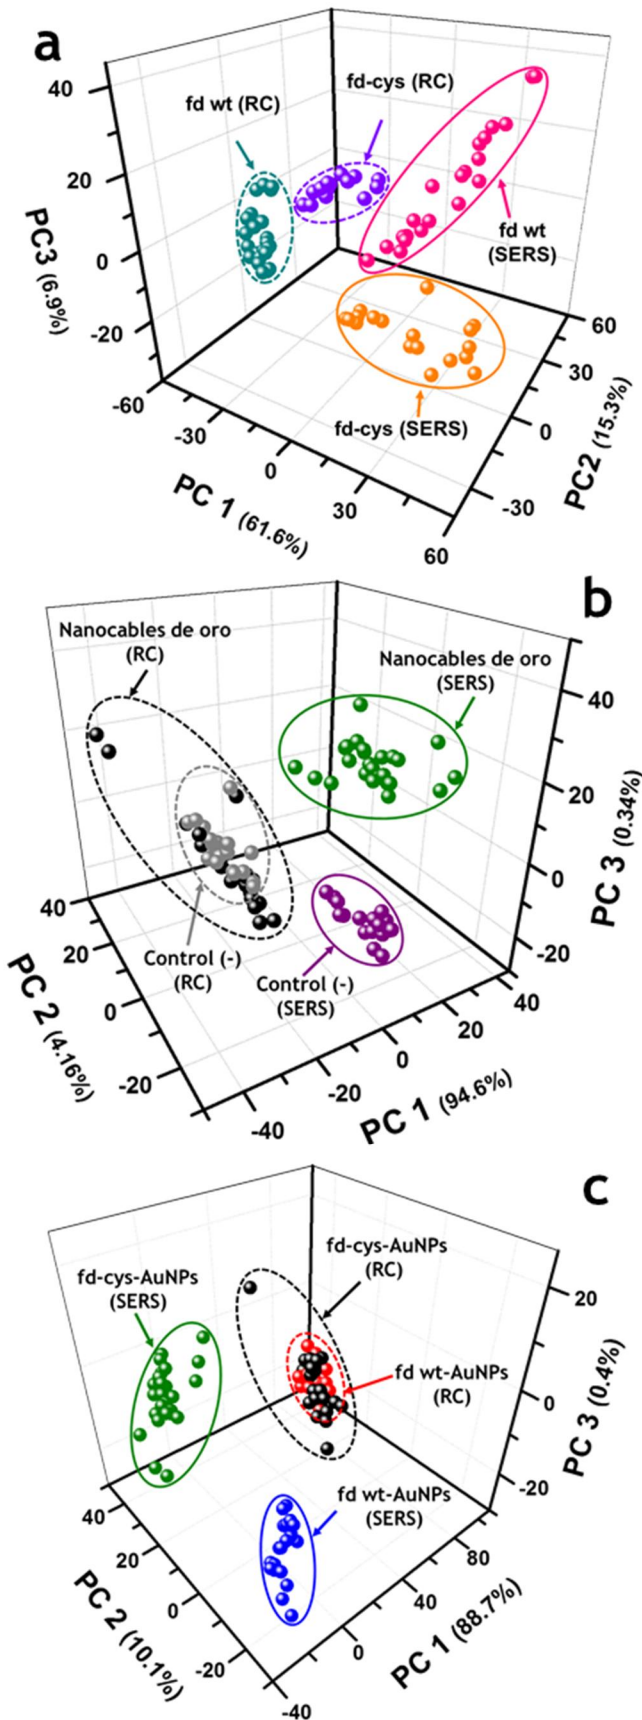 a
40
20
0
-20
PC3 (6.9%)
fd wt (RC)
fd-cys (RC)
fd wt
(SERS)
fd-cys (SERS)
-60
-30
0
30
60
PC 1 (61.6%)
60
30
0
-30
PC2 (15.3%)
b
Nanocables de oro
(RC)
Nanocables de oro
(SERS)
Control (-)
(RC)
Control (-)
(SERS)
40
20
0
-20
PC 3 (0.34%)
40
20
0
-20
PC 2 (4.16%)
-40
-20
0
20
40
PC 1 (94.6%)
c
fd-cys-AuNPs
(RC)
fd-cys-AuNPs
(SERS)
fd wt-AuNPs
(RC)
fd wt-AuNPs
(SERS)
20
0
-20
PC 3 (0.4%)
40
20
0
-20
PC 2 (10.1%)
-40
0
40
80
PC 1 (88.7%)